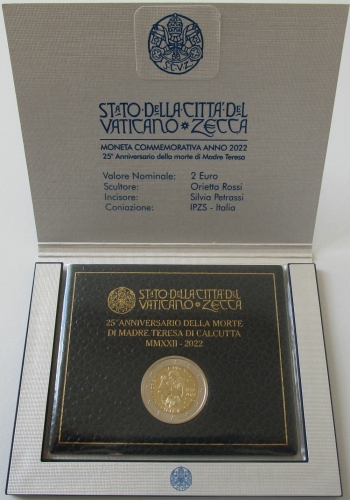 S.C.V.Z.
STATO·DELLA CITTA' DEL
VATICANO ZECCA
MONETA COMMEMORATIVA ANNO 2022
25° Anniversario della morte di Madre Teresa
Valore Nominale: 2 Euro
Scultore: Orietta Rossi
Incisore: Silvia Petrassi
Coniazione: IPZS - Italia
STATO·DELLA CITTA' DEL
VATICANO ZECCA
25° ANNIVERSARIO DELLA MORTE
DI MADRE TERESA DI CALCUTTA
MMXXII - 2022